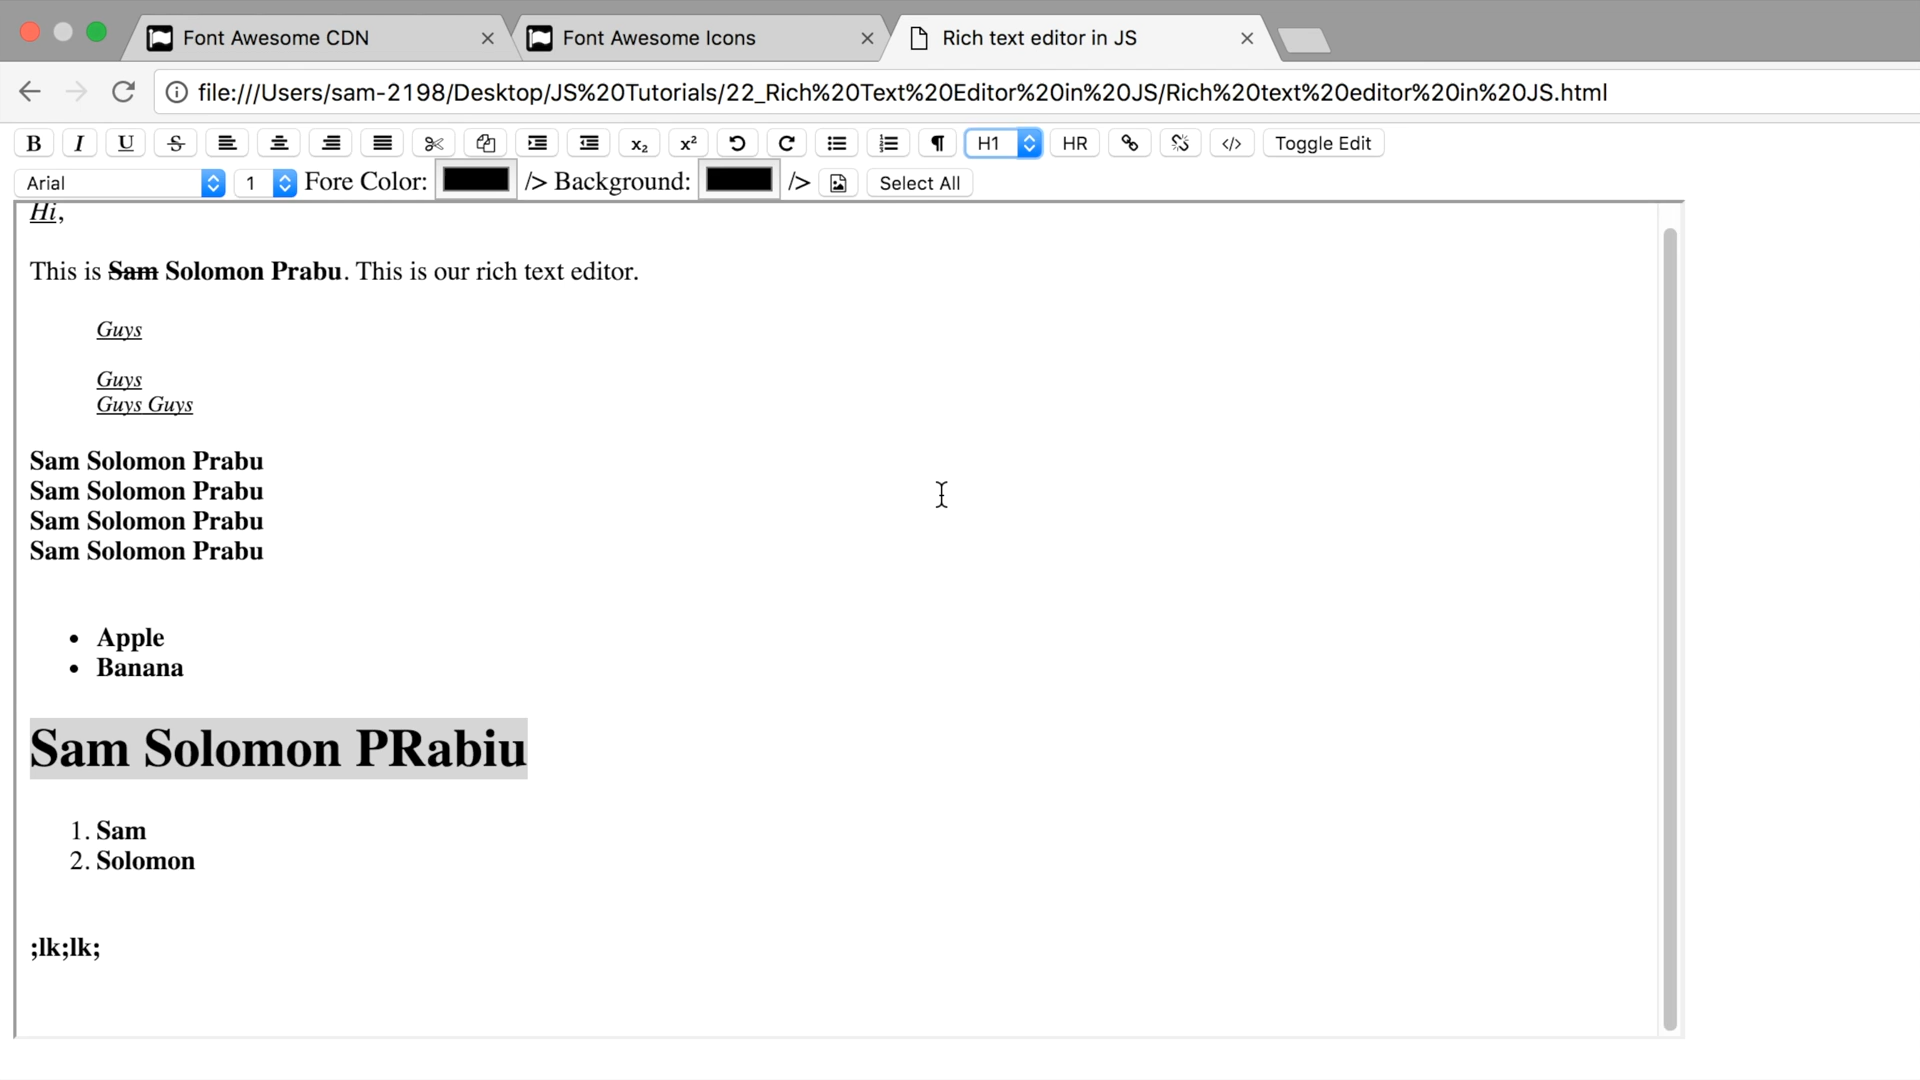 Font Awesome CDN
Font Awesome Icons
Rich text editor in JS
file:///Users/sam-2198/Desktop/JS%20Tutorials/22_Rich%20Text%20Editor%20in%20JS/Rich%20text%20editor%20in%20JS.html
B I U S x₂ x² ¶ H1 HR </> Toggle Edit
Arial 1 Fore Color: /> Background: /> Select All
Hi,
This is Sam Solomon Prabu. This is our rich text editor.
Guys
Guys
Guys Guys
Sam Solomon Prabu
Sam Solomon Prabu
Sam Solomon Prabu
Sam Solomon Prabu
• Apple
• Banana
Sam Solomon PRabiu
1. Sam
2. Solomon
;lk;lk;